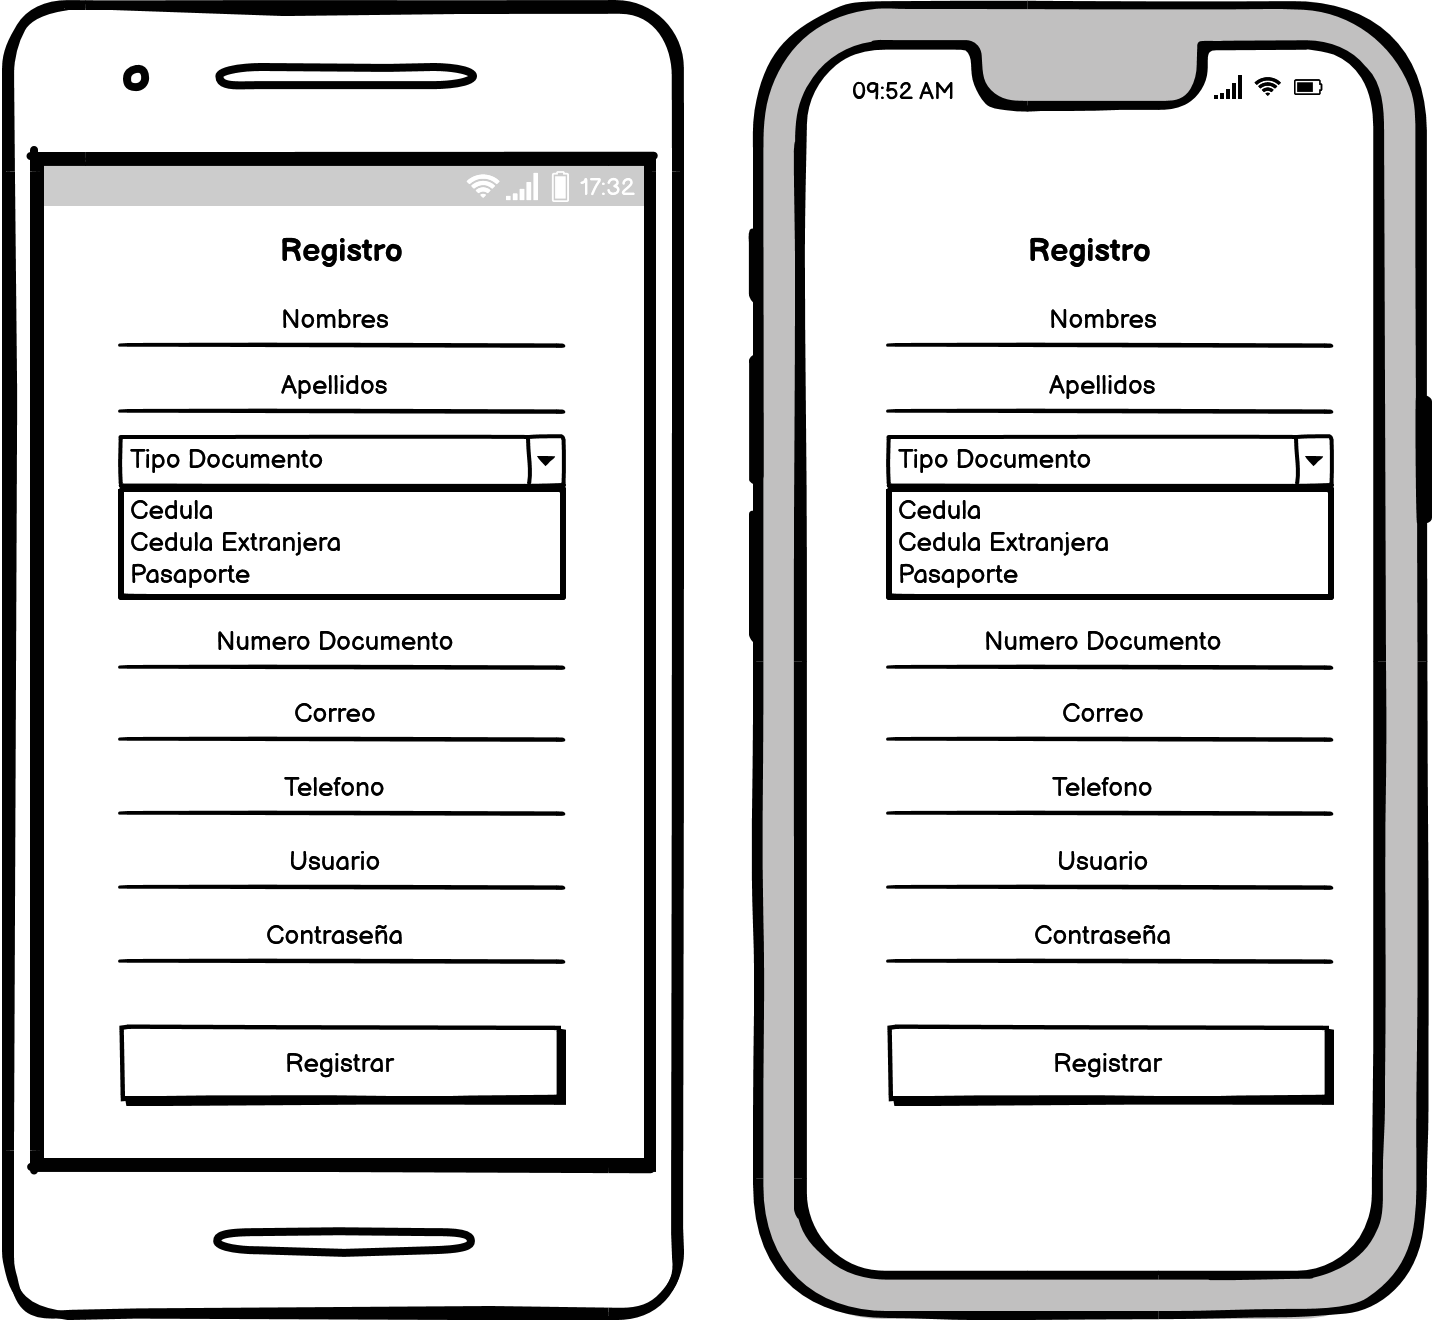 17:32
Registro
Nombres
Apellidos
Tipo Documento
Cedula
Cedula Extranjera
Pasaporte
Numero Documento
Correo
Telefono
Usuario
Contraseña
Registrar
09:52 AM
Registro
Nombres
Apellidos
Tipo Documento
Cedula
Cedula Extranjera
Pasaporte
Numero Documento
Correo
Telefono
Usuario
Contraseña
Registrar